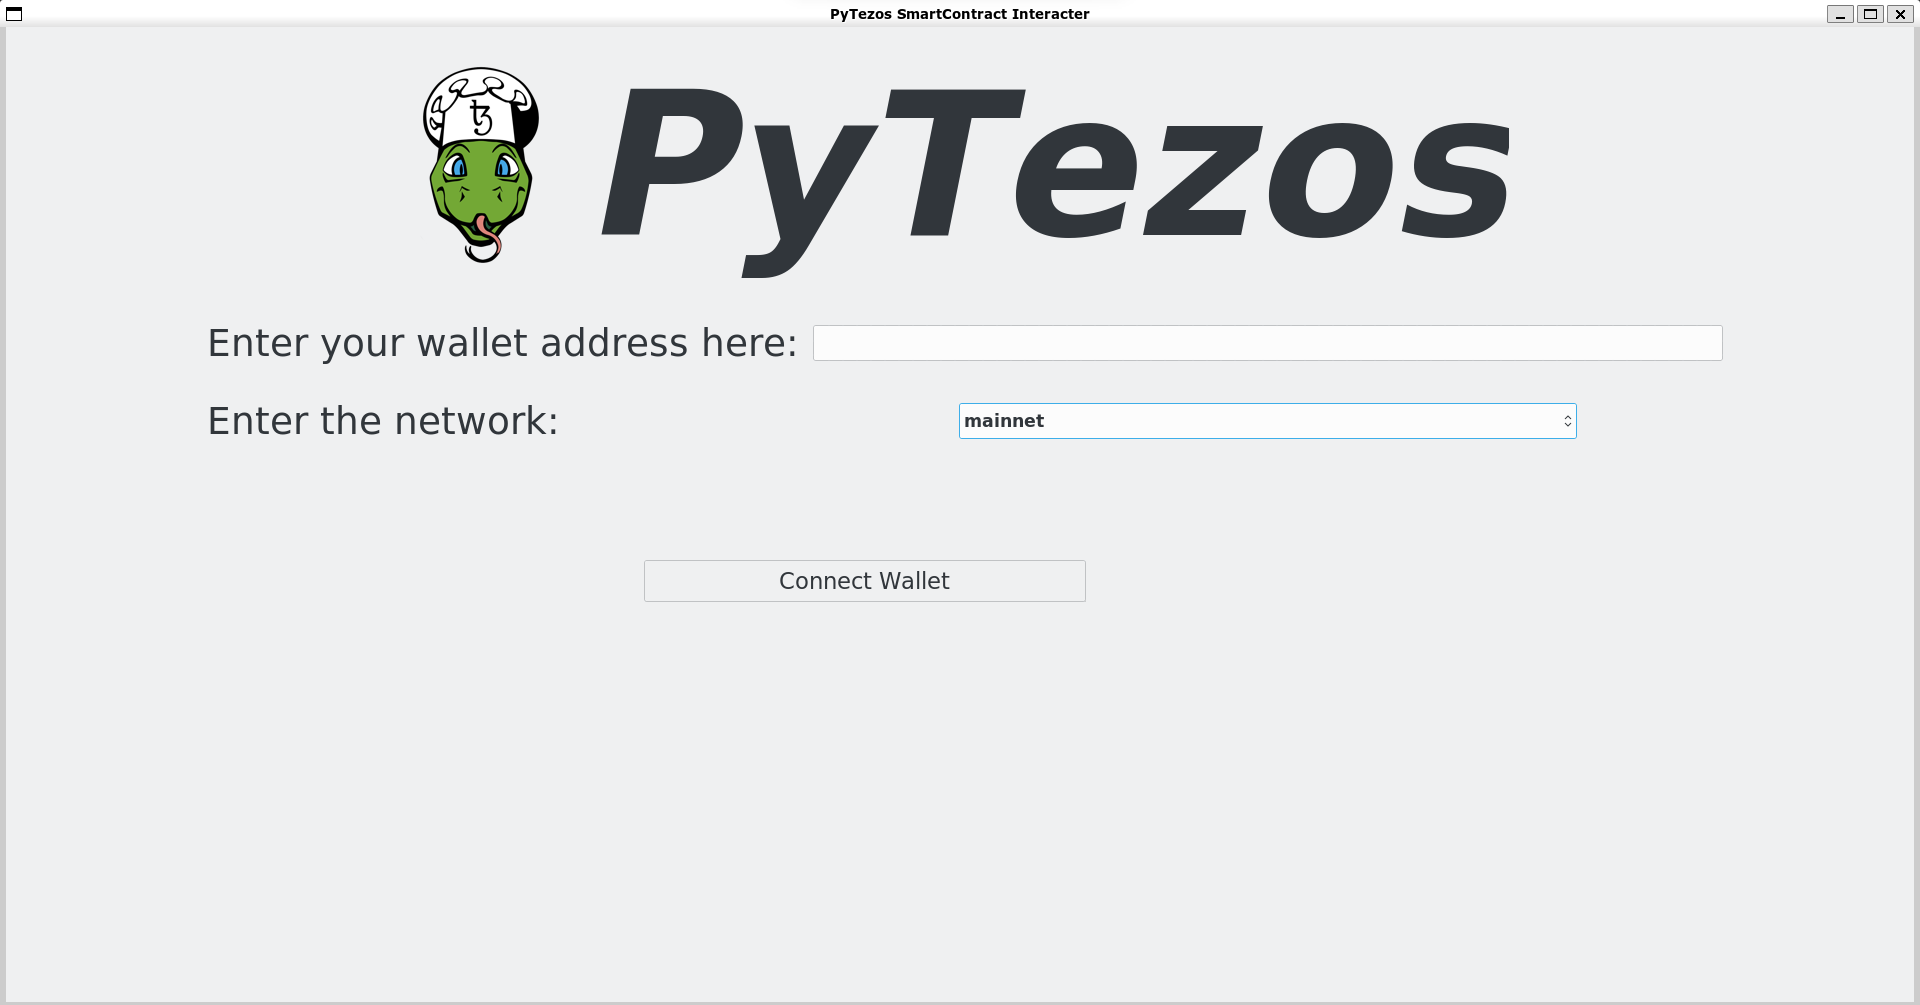 PyTezos SmartContract Interacter
ꜩ
PyTezos
Enter your wallet address here:
Enter the network:
mainnet
Connect Wallet